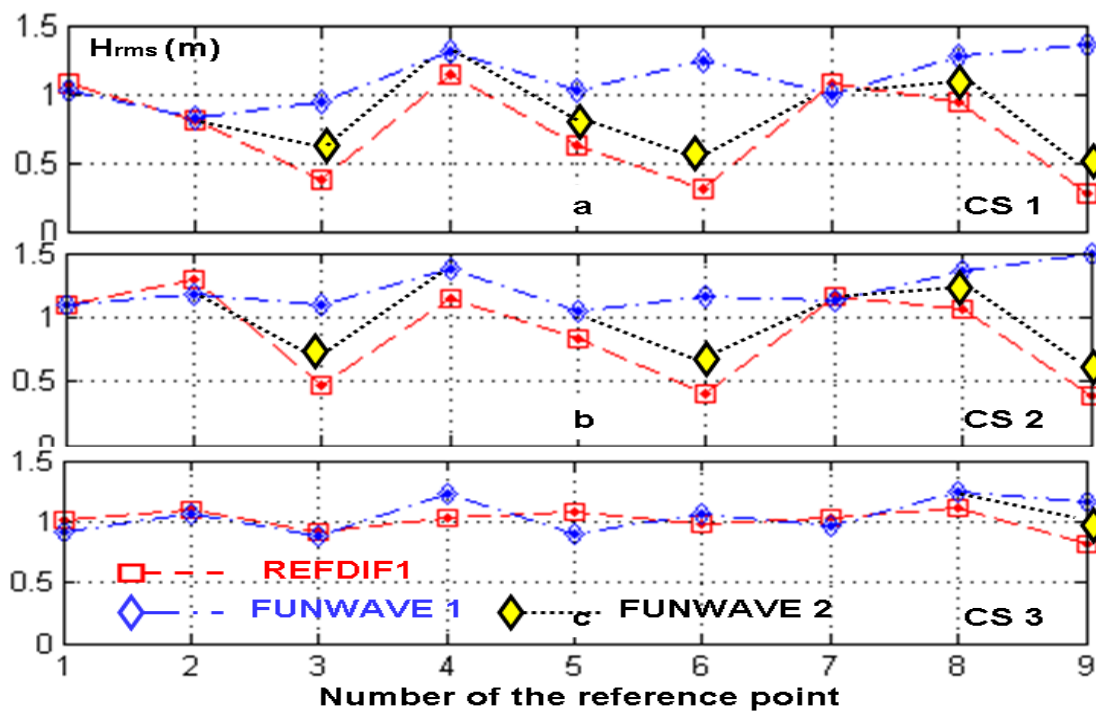 1.5
H rms (m)
1
0.5
0
a
CS 1
1.5
1
0.5
0
b
CS 2
1.5
1
0.5
0
REFDIF1
FUNWAVE 1
FUNWAVE 2
c
CS 3
1 2 3 4 5 6 7 8 9
Number of the reference point